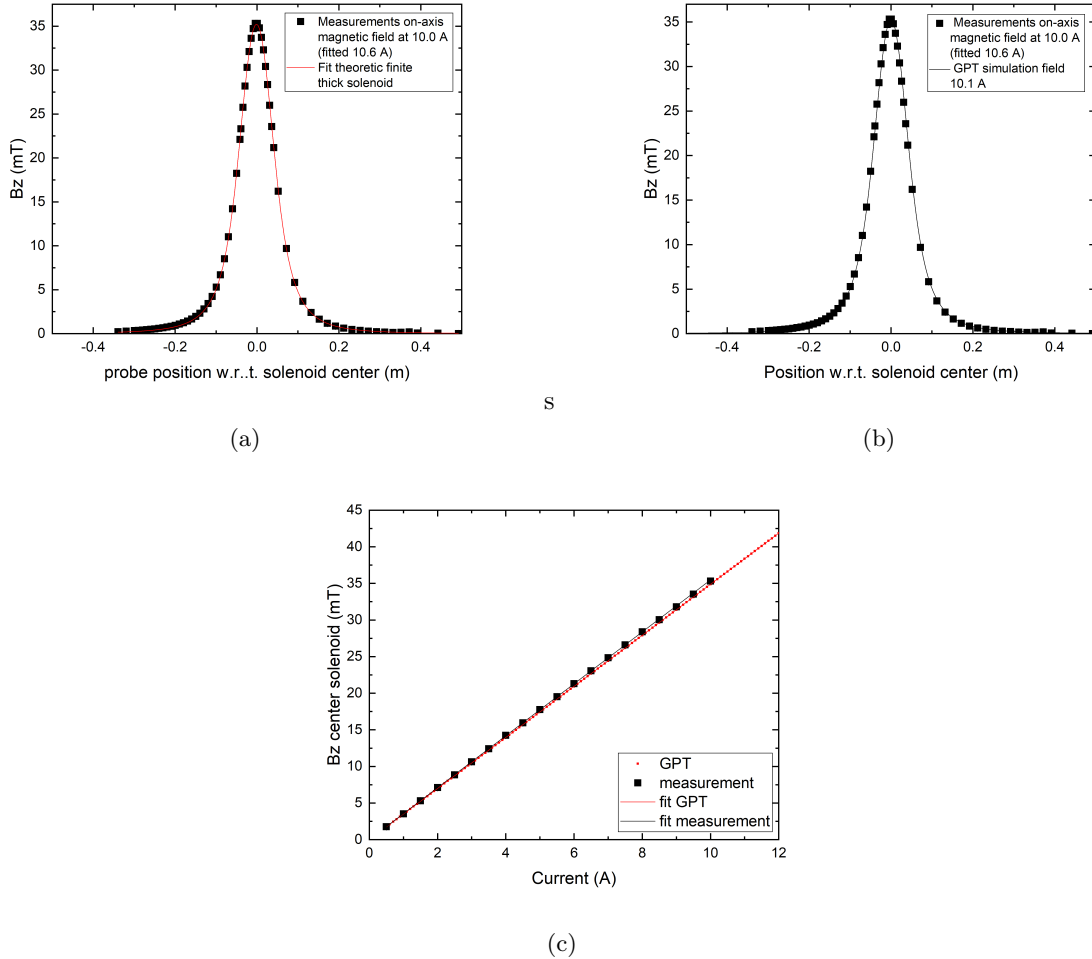 35
30
25
20
15
10
5
0
-0.4
-0.2
0.0
0.2
0.4
Bz (mT)
probe position w.r..t. solenoid center (m)
Measurements on-axis
magnetic field at 10.0 A
(fitted 10.6 A)
Fit theoretic finite
thick solenoid
(a)
35
30
25
20
15
10
5
0
-0.4
-0.2
0.0
0.2
0.4
Bz (mT)
Position w.r.t. solenoid center (m)
Measurements on-axis
magnetic field at 10.0 A
(fitted 10.6 A)
GPT simulation field
10.1 A
s
(b)
45
40
35
30
25
20
15
10
5
0
0
2
4
6
8
10
12
Bz center solenoid (mT)
Current (A)
GPT
measurement
fit GPT
fit measurement
(c)